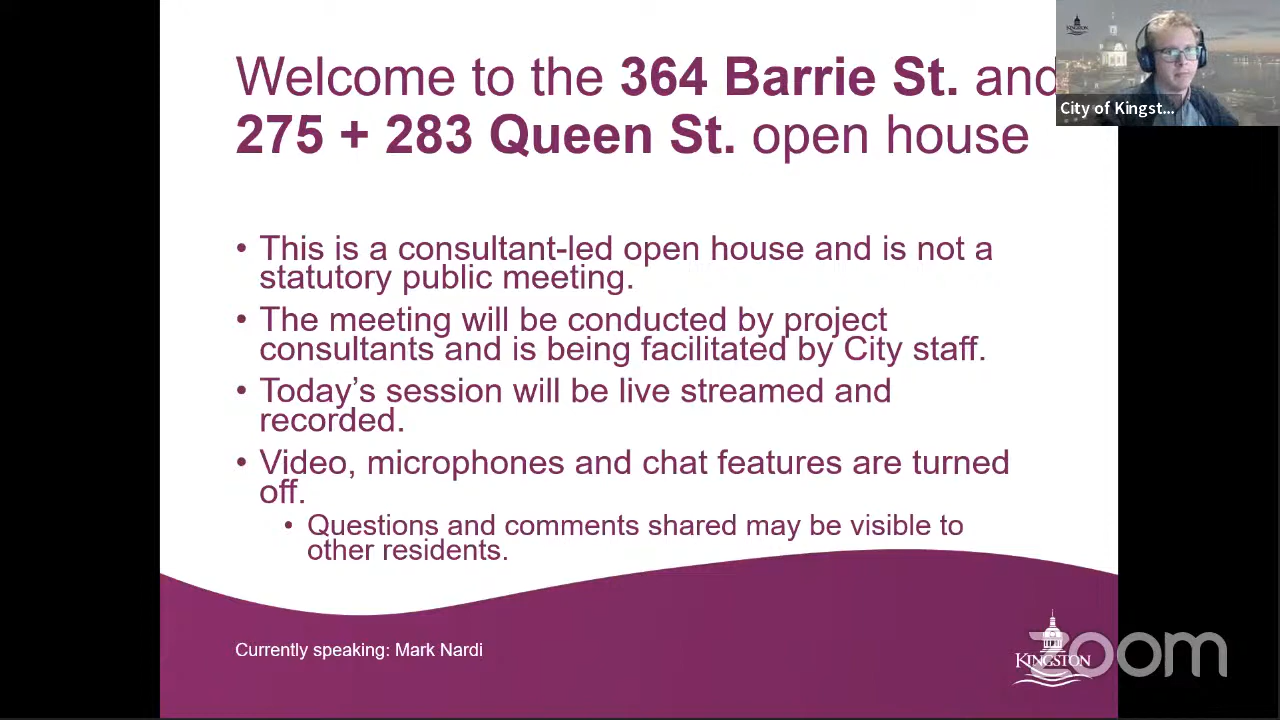 Welcome to the 364 Barrie St. and
275 + 283 Queen St. open house
• This is a consultant-led open house and is not a
statutory public meeting.
• The meeting will be conducted by project
consultants and is being facilitated by City staff.
• Today's session will be live streamed and
recorded.
• Video, microphones and chat features are turned
off.
• Questions and comments shared may be visible to
other residents.
Currently speaking: Mark Nardi
KINGSTON
zoom
KINGSTON
City of Kingst...